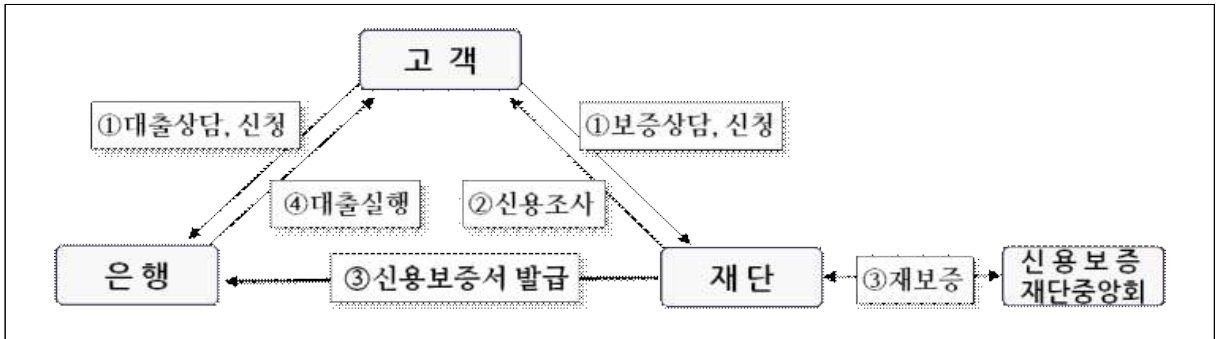 고 객
①대출상담, 신청
①보증상담, 신청
④대출실행
②신용조사
은 행
③신용보증서 발급
재 단
③재보증
신 용 보 증
재단중앙회